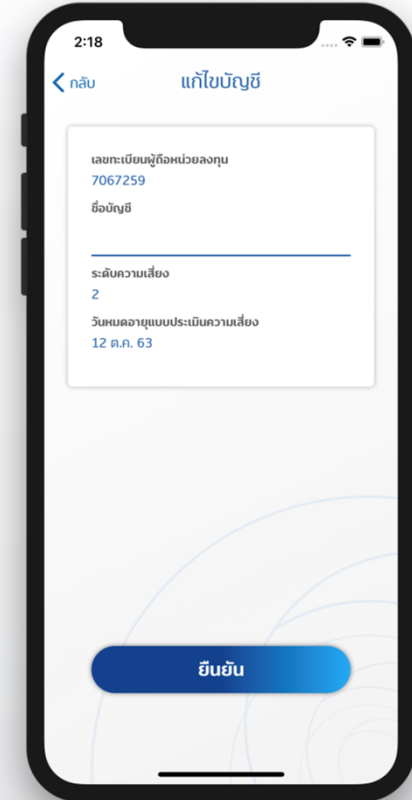 2:18
กลับ
แก้ไขบัญชี
เลขทะเบียนผู้ถือหน่วยลงทุน
7067259
ชื่อบัญชี
ระดับความเสี่ยง
2
วันหมดอายุแบบประเมินความเสี่ยง
12 ต.ค. 63
ยืนยัน